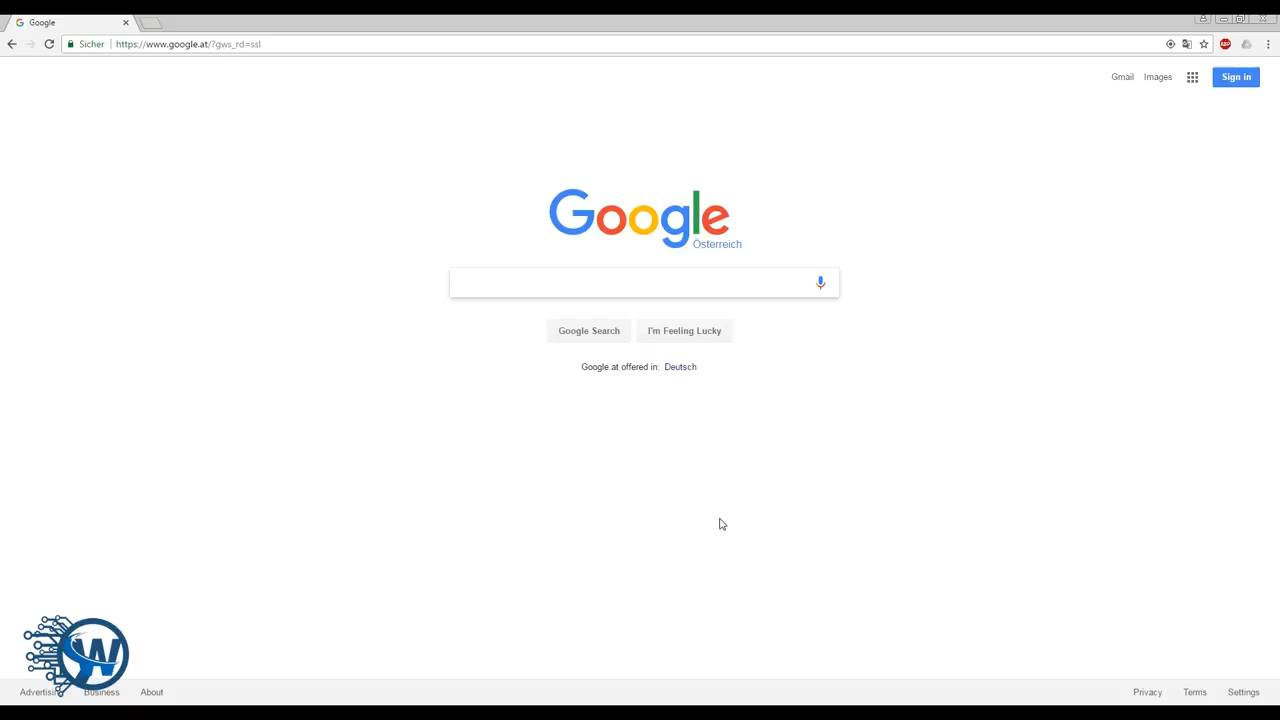 Google
Sicher https://www.google.at/?gws_rd=ssl
ABP
Gmail Images Sign in
Google
Österreich
Google Search I'm Feeling Lucky
Google.at offered in: Deutsch
W
Advertising Business About Privacy Terms Settings